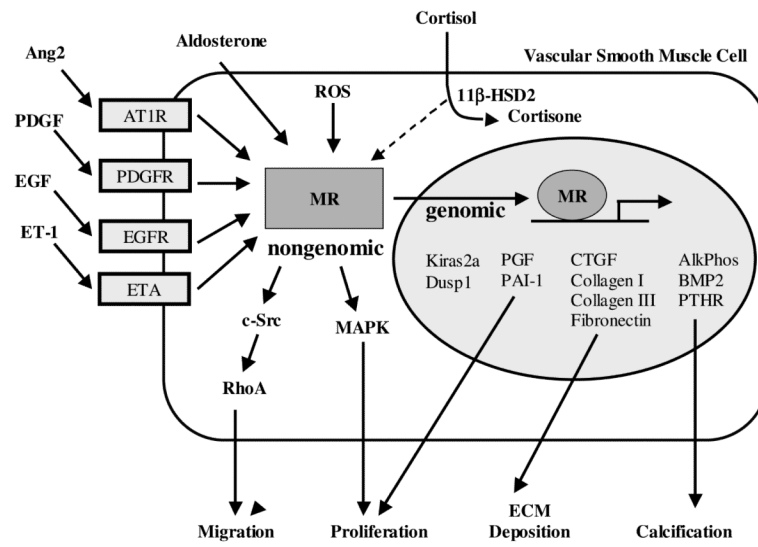 Cortisol
Ang2
Aldosterone
Vascular Smooth Muscle Cell
ROS
11β-HSD2
Cortisone
AT1R
PDGF
PDGFR
EGF
EGFR
ET-1
ETA
MR
nongenomic
genomic
MR
Kiras2a
Dusp1
PGF
PAI-1
CTGF
Collagen I
Collagen III
Fibronectin
AlkPhos
BMP2
PTHR
c-Src
MAPK
RhoA
Migration
Proliferation
ECM
Deposition
Calcification